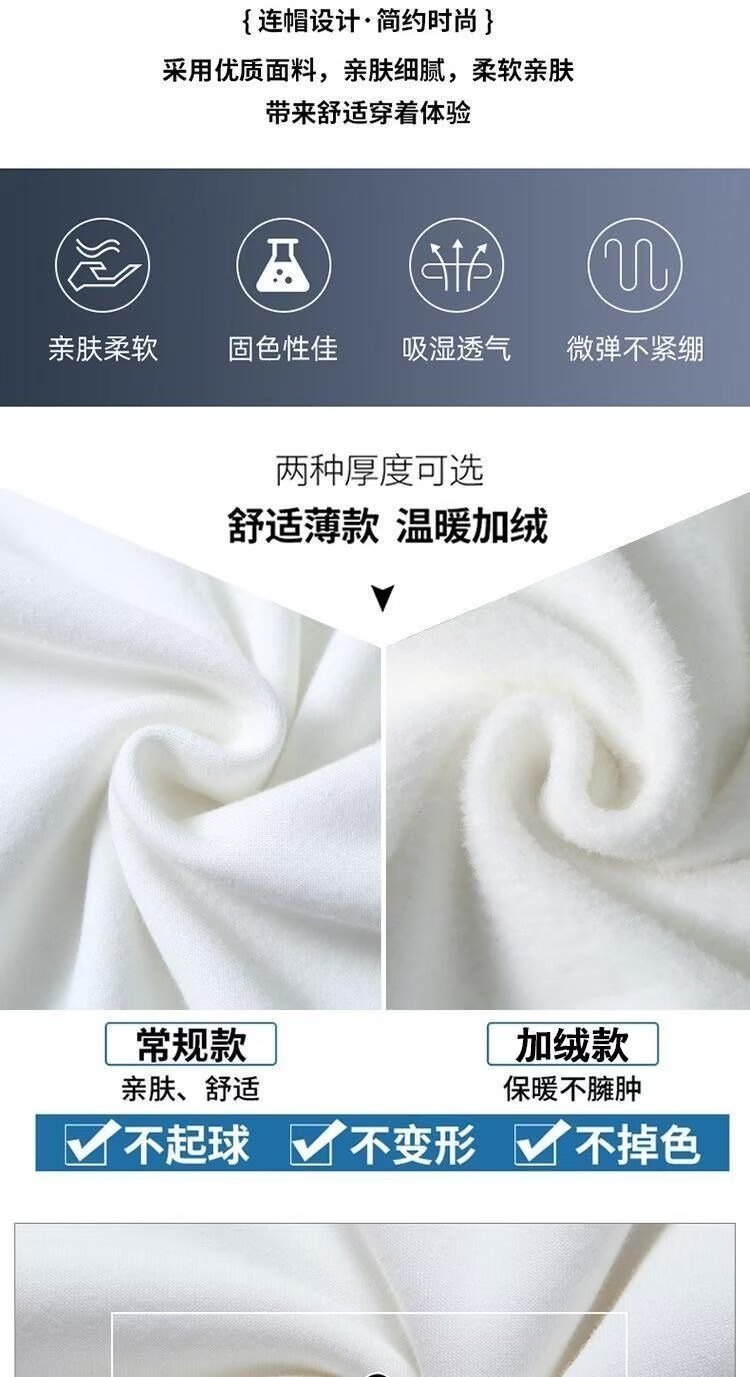 { 连帽设计·简约时尚 }
采用优质面料，亲肤细腻，柔软亲肤
带来舒适穿着体验
亲肤柔软 固色性佳 吸湿透气 微弹不紧绷
两种厚度可选
舒适薄款 温暖加绒
常规款 加绒款
亲肤、舒适 保暖不臃肿
不起球 不变形 不掉色